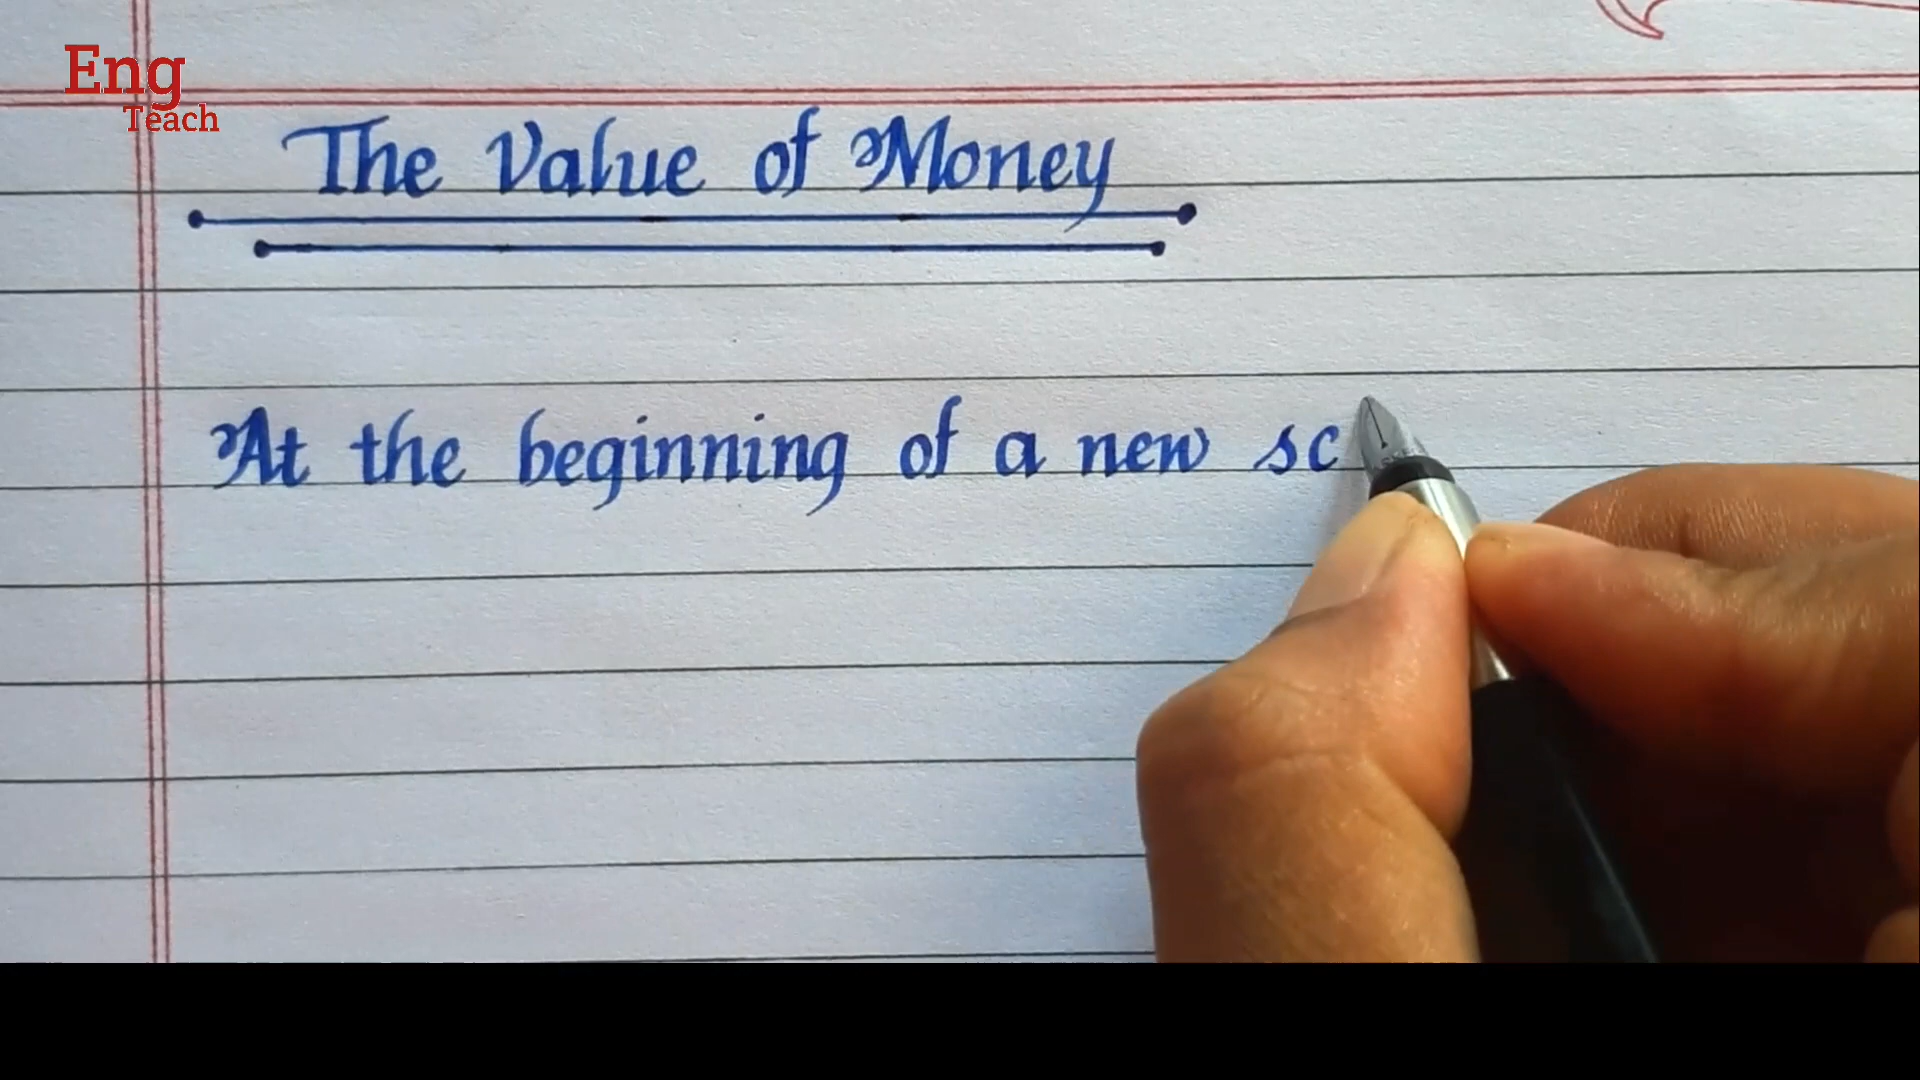 Eng
Teach
The Value of Money
At the beginning of a new sc